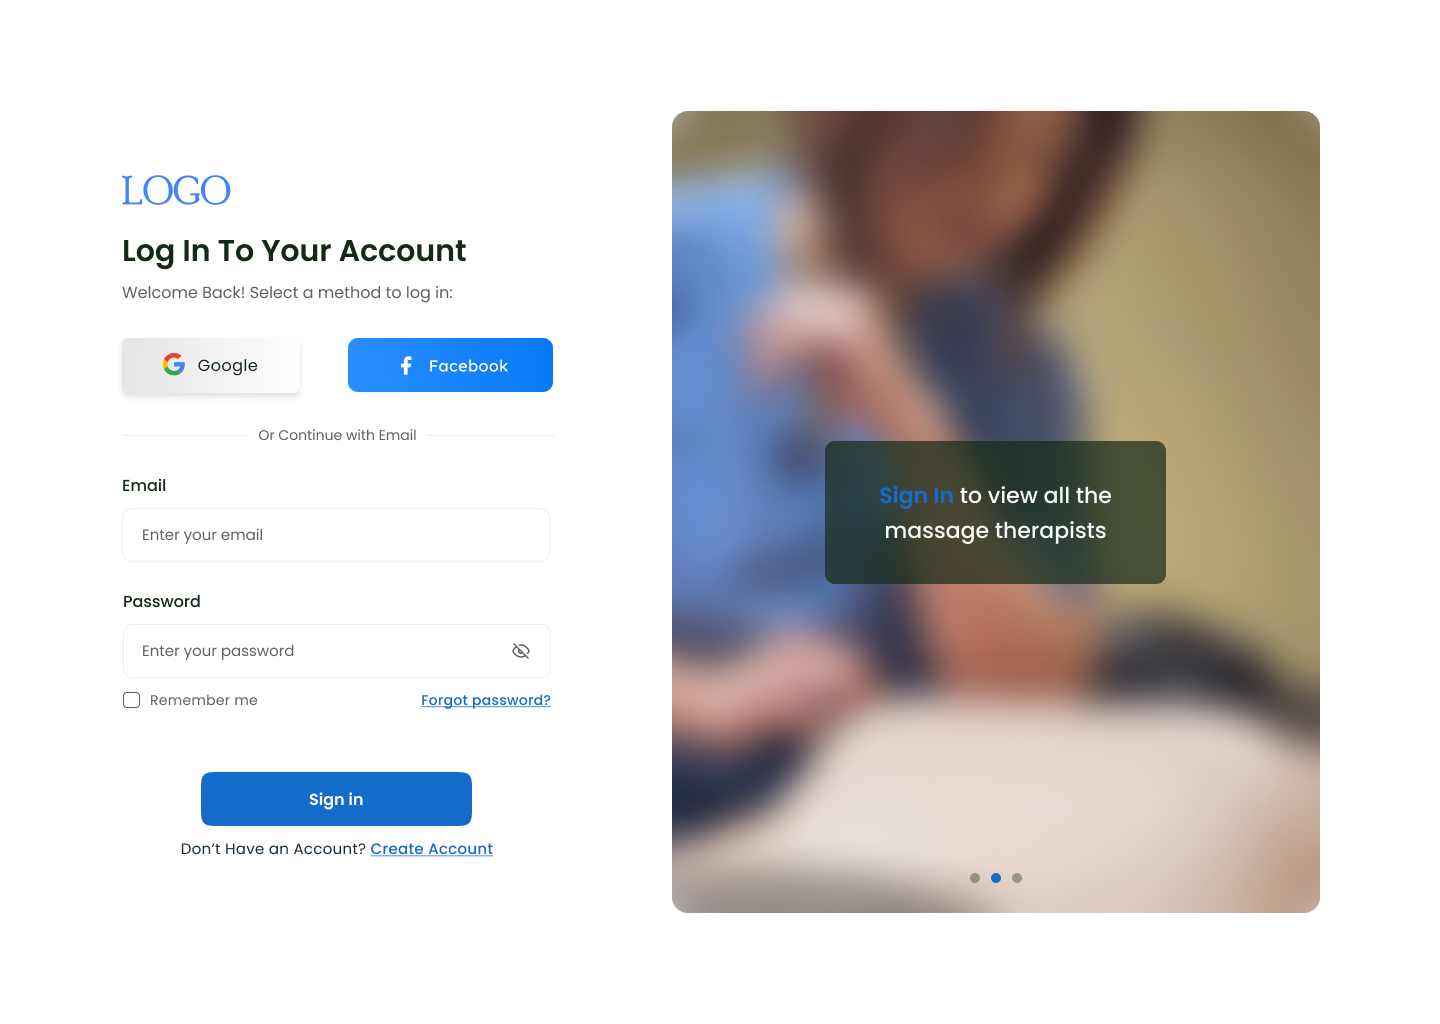 LOGO
Log In To Your Account
Welcome Back! Select a method to log in:
Google
Facebook
Or Continue with Email
Email
Enter your email
Password
Enter your password
Remember me
Forgot password?
Sign in
Don’t Have an Account? Create Account
Sign In to view all the
massage therapists